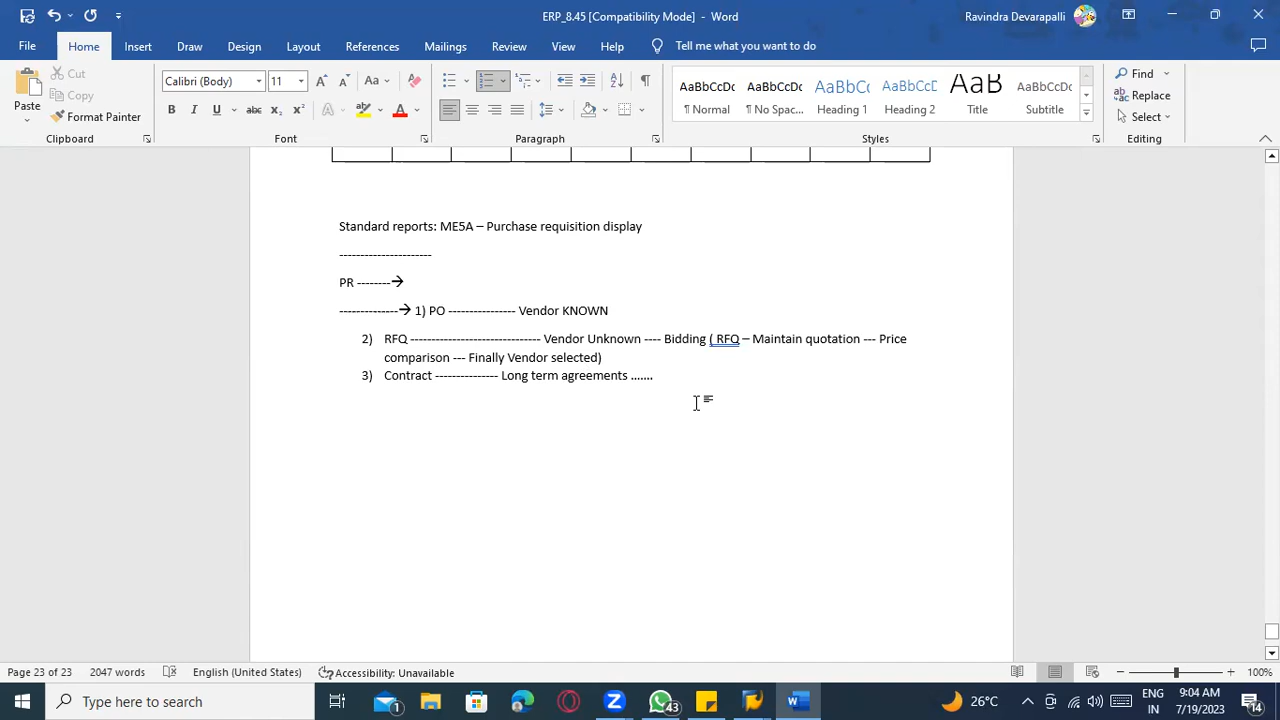 ERP_8.45 [Compatibility Mode] - Word
Ravindra Devarapalli
File Home Insert Draw Design Layout References Mailings Review View Help Tell me what you want to do
Paste
Cut
Copy
Format Painter
Clipboard
Calibri (Body) 11
Font
Paragraph
AaBbCcDc AaBbCcDc AaBbCc AaBbCcC AaB AaBbCcDc
¶ Normal ¶ No Spac... Heading 1 Heading 2 Title Subtitle
Styles
Find
Replace
Select
Editing
Standard reports: ME5A – Purchase requisition display
----------------------
PR --------→
--------------→ 1) PO ---------------- Vendor KNOWN
2) RFQ ------------------------------- Vendor Unknown ---- Bidding ( RFQ – Maintain quotation --- Price
comparison --- Finally Vendor selected)
3) Contract --------------- Long term agreements .......
Page 23 of 23 2047 words English (United States) Accessibility: Unavailable 100%
Type here to search
1
43
26°C
ENG
IN
9:04 AM
7/19/2023
14